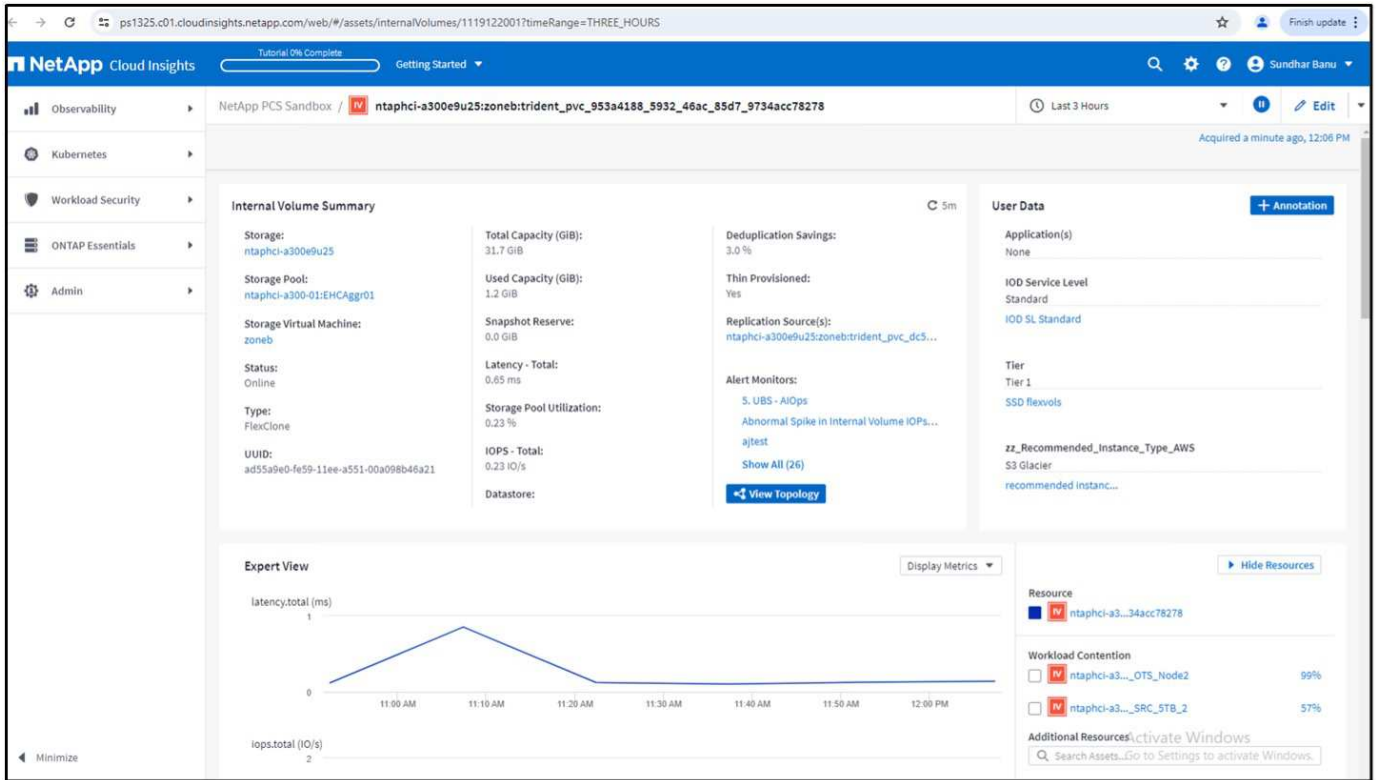 ps1325.c01.cloudinsights.netapp.com/web/#/assets/internalVolumes/1119122001?timeRange=THREE_HOURS
Finish update
NetApp Cloud Insights
Tutorial 0% Complete
Getting Started
Sundhar Banu
Observability
Kubernetes
Workload Security
ONTAP Essentials
Admin
Minimize
NetApp PCS Sandbox / IV ntaphci-a300e9u25:zoneb:trident_pvc_953a4188_5932_46ac_85d7_9734acc78278
Last 3 Hours
Edit
Acquired a minute ago, 12:06 PM
Internal Volume Summary
5m
Storage:
ntaphci-a300e9u25
Storage Pool:
ntaphci-a300-01:EHCAggr01
Storage Virtual Machine:
zoneb
Status:
Online
Type:
FlexClone
UUID:
ad55a9e0-fe59-11ee-a551-00a098b46a21
Total Capacity (GiB):
31.7 GiB
Used Capacity (GiB):
1.2 GiB
Snapshot Reserve:
0.0 GiB
Latency - Total:
0.65 ms
Storage Pool Utilization:
0.23 %
IOPS - Total:
0.23 IO/s
Datastore:
Deduplication Savings:
3.0 %
Thin Provisioned:
Yes
Replication Source(s):
ntaphci-a300e9u25:zoneb:trident_pvc_dc5...
Alert Monitors:
5. UBS - AIOps
Abnormal Spike in Internal Volume IOPs...
ajtest
Show All (26)
View Topology
User Data
+ Annotation
Application(s)
None
IOD Service Level
Standard
IOD SL Standard
Tier
Tier 1
SSD flexvols
zz_Recommended_Instance_Type_AWS
S3 Glacier
recommended instanc...
Expert View
Display Metrics
latency.total (ms)
1
0
11:00 AM 11:10 AM 11:20 AM 11:30 AM 11:40 AM 11:50 AM 12:00 PM
iops.total (IO/s)
2
Hide Resources
Resource
IV ntaphci-a3...34acc78278
Workload Contention
IV ntaphci-a3..._OTS_Node2 99%
IV ntaphci-a3..._SRC_5TB_2 57%
Additional Resources
Activate Windows
Search Assets...
Go to Settings to activate Windows.